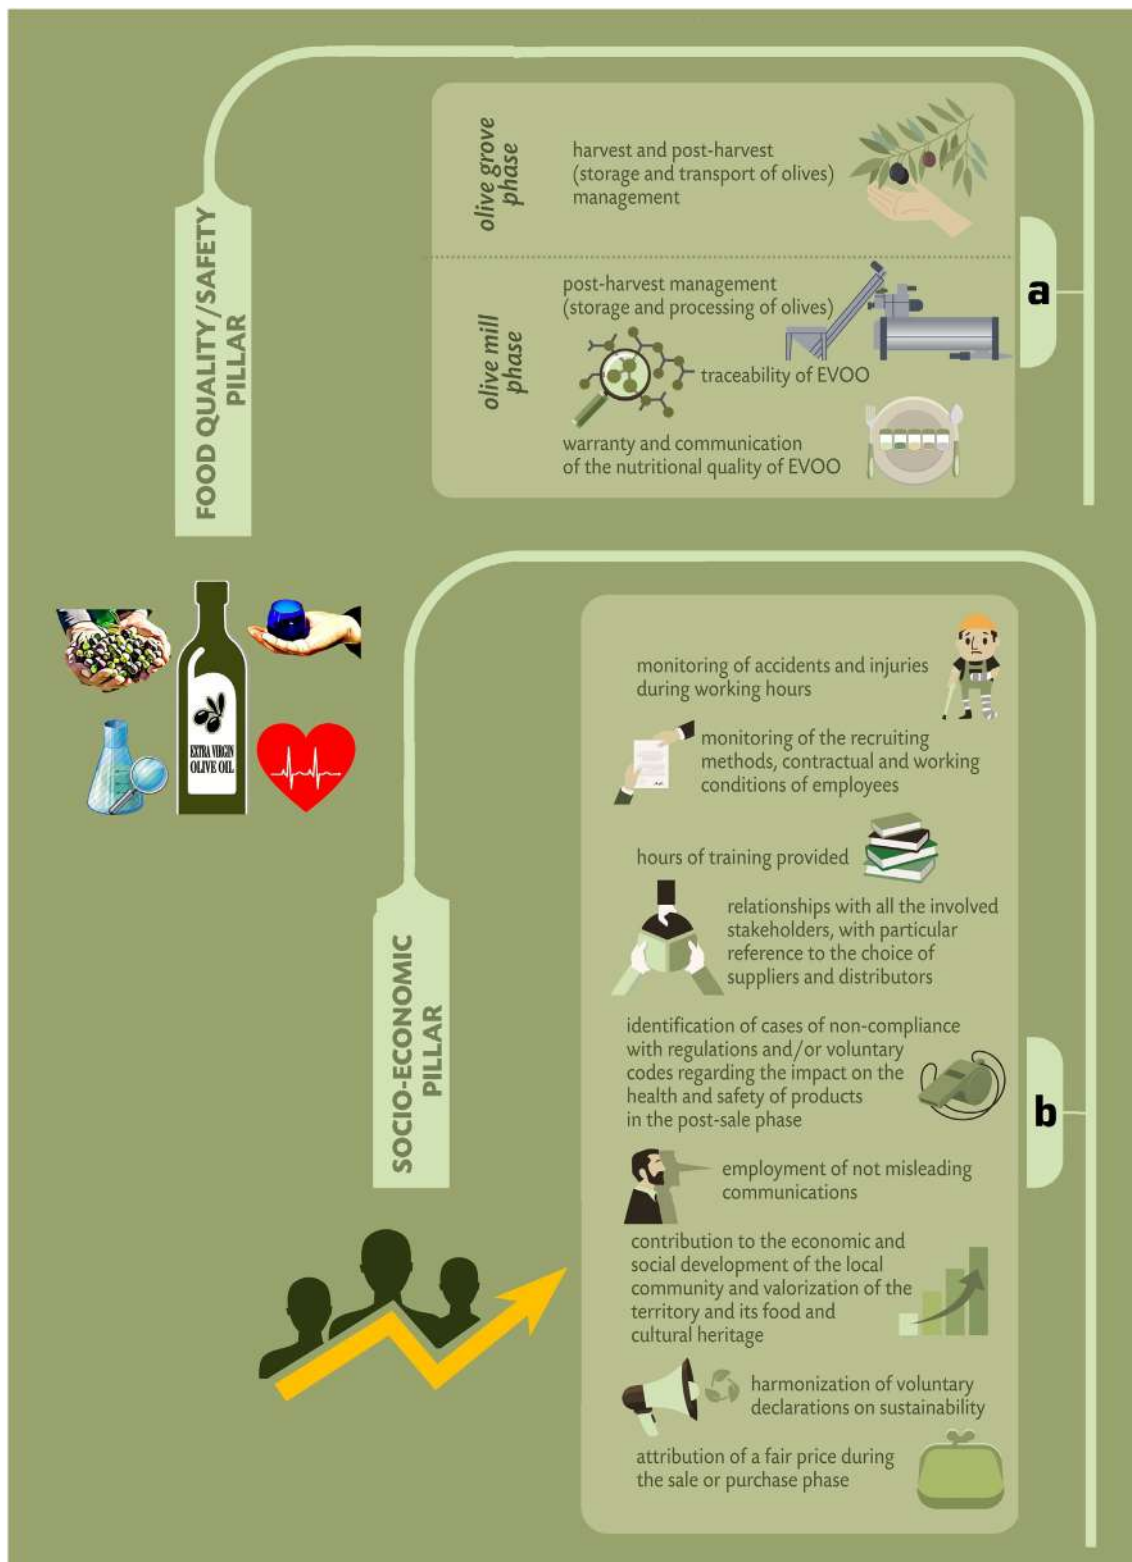 FOOD QUALITY/SAFETY
PILLAR
olive grove
phase
harvest and post-harvest
(storage and transport of olives)
management
olive mill
phase
post-harvest management
(storage and processing of olives)
traceability of EVOO
warranty and communication
of the nutritional quality of EVOO
a
EXTRA VIRGIN
OLIVE OIL
SOCIO-ECONOMIC
PILLAR
monitoring of accidents and injuries
during working hours
monitoring of the recruiting
methods, contractual and working
conditions of employees
hours of training provided
relationships with all the involved
stakeholders, with particular
reference to the choice of
suppliers and distributors
identification of cases of non-compliance
with regulations and/or voluntary
codes regarding the impact on the
health and safety of products
in the post-sale phase
employment of not misleading
communications
contribution to the economic and
social development of the local
community and valorization of the
territory and its food and
cultural heritage
harmonization of voluntary
declarations on sustainability
attribution of a fair price during
the sale or purchase phase
b